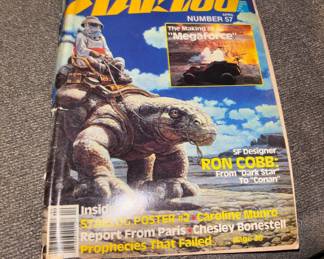 STARLOG
NUMBER 57
The Making Of
"Megaforce"
SF Designer
RON COBB:
From "Dark Star"
To "Conan"
Inside
STARLOG POSTER #2 Caroline Munro
Report From Paris Chesley Bonestell
Prophecies That Failed